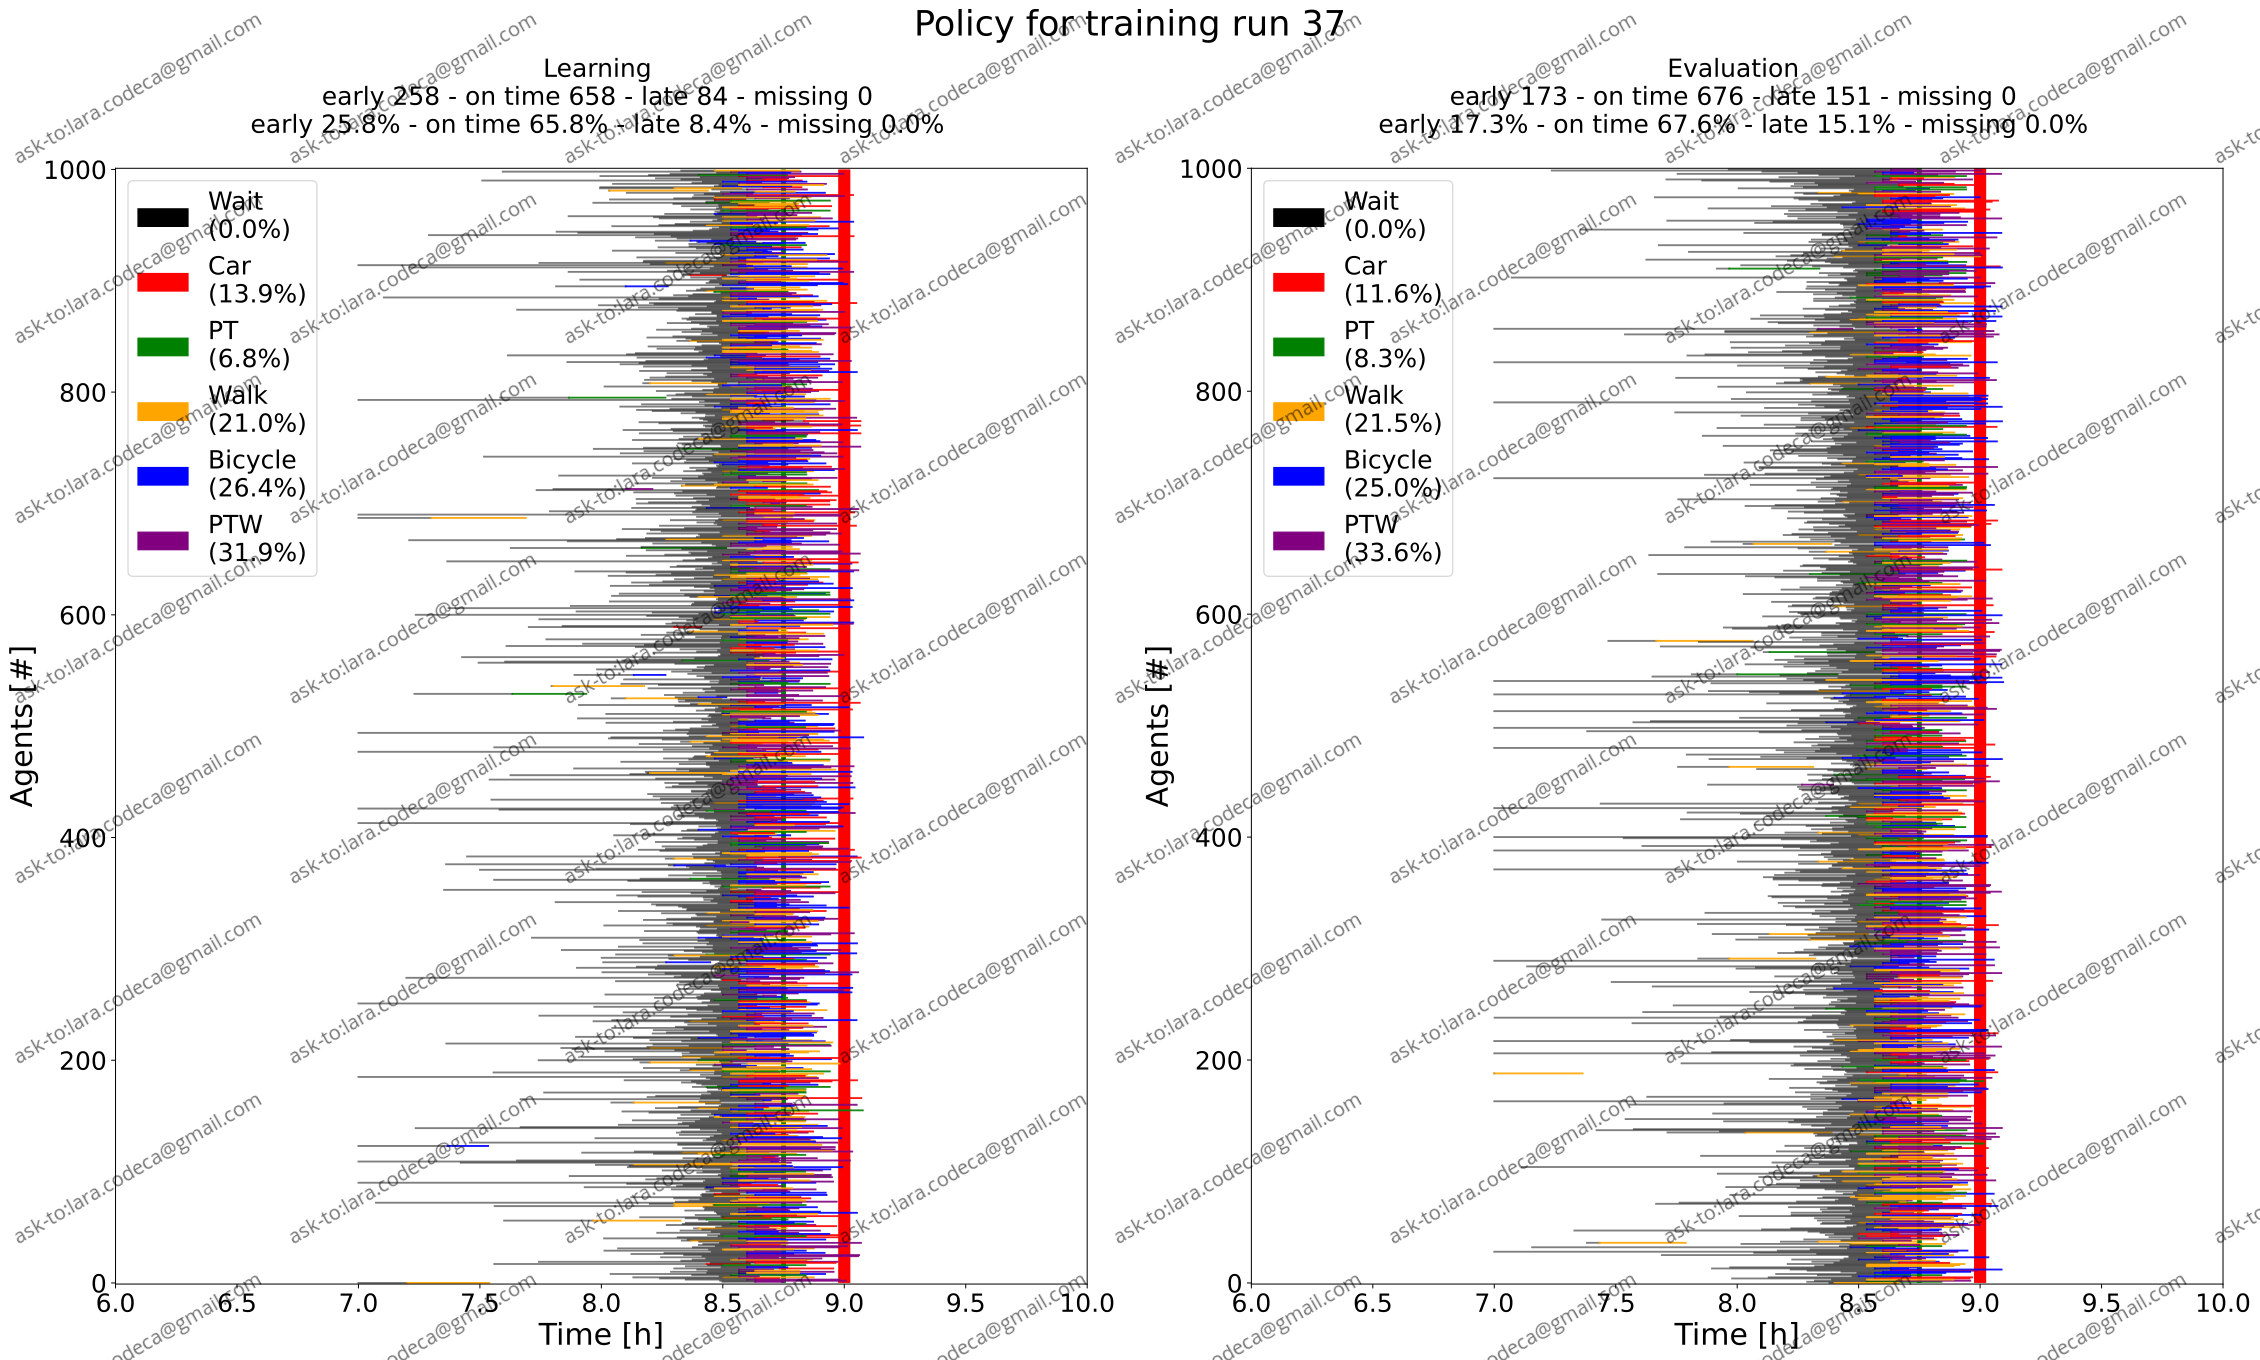 Policy for training run 37
Learning
early 258 - on time 658 - late 84 - missing 0
early 25.8% - on time 65.8% - late 8.4% - missing 0.0%
1000
800
600
400
200
0
Agents [#]
Wait
(0.0%)
Car
(13.9%)
PT
(6.8%)
Walk
(21.0%)
Bicycle
(26.4%)
PTW
(31.9%)
6.0 6.5 7.0 7.5 8.0 8.5 9.0 9.5 10.0
Time [h]
Evaluation
early 173 - on time 676 - late 151 - missing 0
early 17.3% - on time 67.6% - late 15.1% - missing 0.0%
1000
800
600
400
200
0
Agents [#]
Wait
(0.0%)
Car
(11.6%)
PT
(8.3%)
Walk
(21.5%)
Bicycle
(25.0%)
PTW
(33.6%)
6.0 6.5 7.0 7.5 8.0 8.5 9.0 9.5 10.0
Time [h]
ask-to:lara.codeca@gmail.com